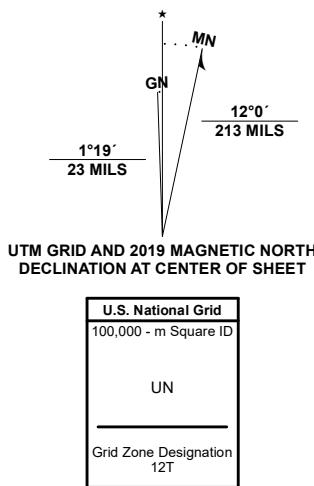 ★
MN
GN
12°0´
213 MILS
1°19´
23 MILS
UTM GRID AND 2019 MAGNETIC NORTH
DECLINATION AT CENTER OF SHEET
U.S. National Grid
100,000 - m Square ID
UN
Grid Zone Designation
12T